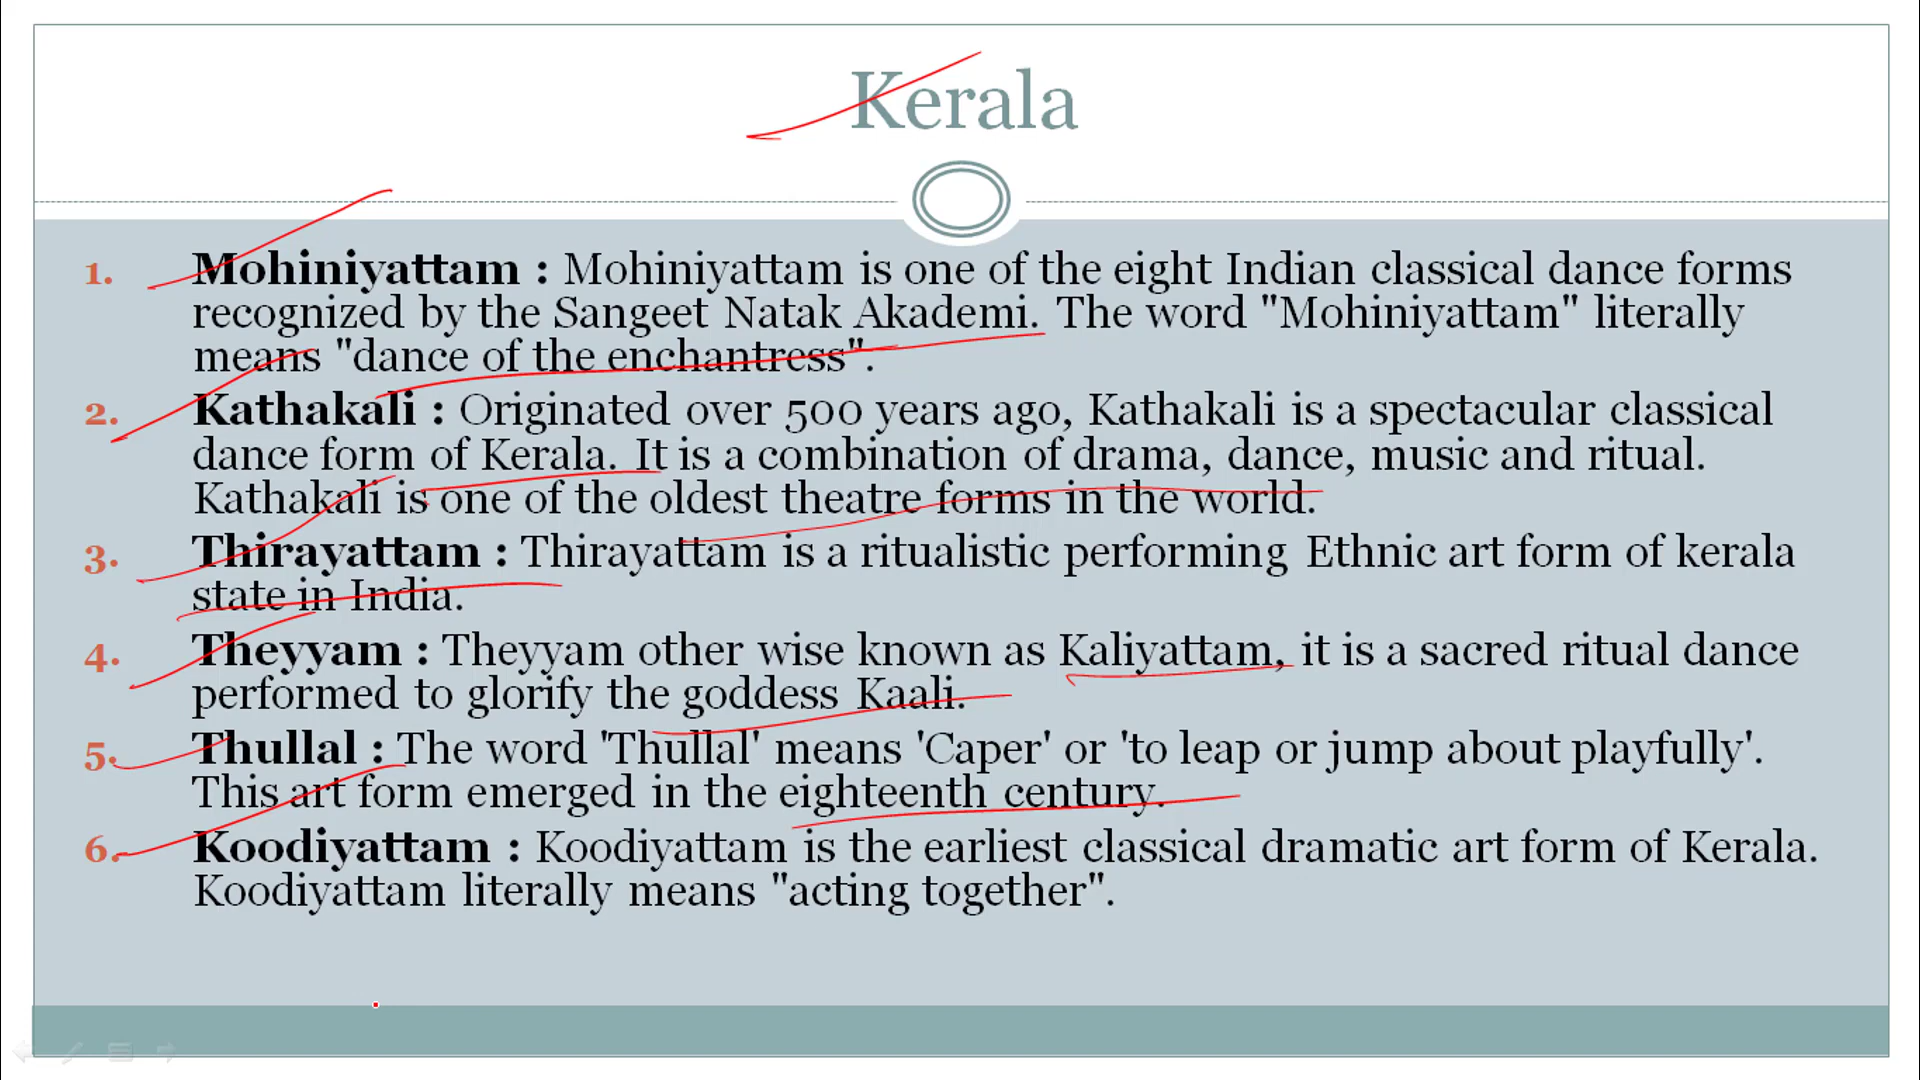 Kerala
1. Mohiniyattam : Mohiniyattam is one of the eight Indian classical dance forms
recognized by the Sangeet Natak Akademi. The word "Mohiniyattam" literally
means "dance of the enchantress".
2. Kathakali : Originated over 500 years ago, Kathakali is a spectacular classical
dance form of Kerala. It is a combination of drama, dance, music and ritual.
Kathakali is one of the oldest theatre forms in the world.
3. Thirayattam : Thirayattam is a ritualistic performing Ethnic art form of kerala
state in India.
4. Theyyam : Theyyam other wise known as Kaliyattam, it is a sacred ritual dance
performed to glorify the goddess Kaali.
5. Thullal : The word 'Thullal' means 'Caper' or 'to leap or jump about playfully'.
This art form emerged in the eighteenth century.
6. Koodiyattam : Koodiyattam is the earliest classical dramatic art form of Kerala.
Koodiyattam literally means "acting together".